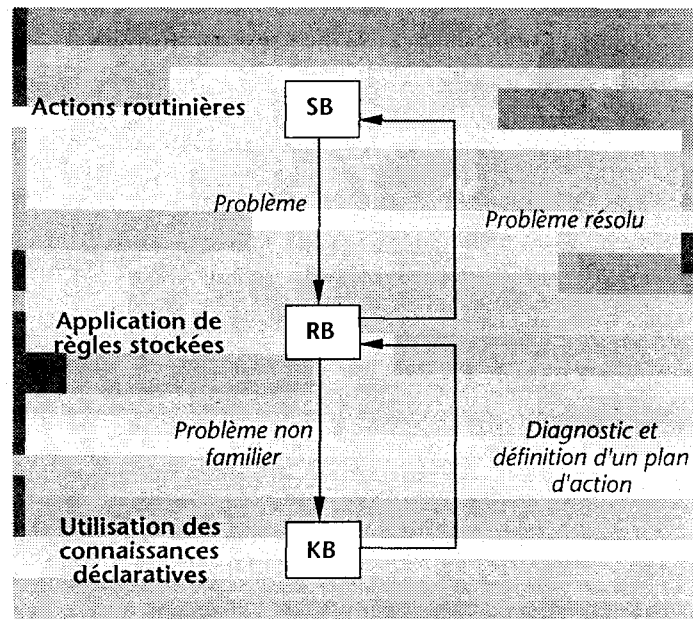 Actions routinières
SB
Problème
Problème résolu
Application de
règles stockées
RB
Problème non
familier
Diagnostic et
définition d'un plan
d'action
Utilisation des
connaissances
déclaratives
KB